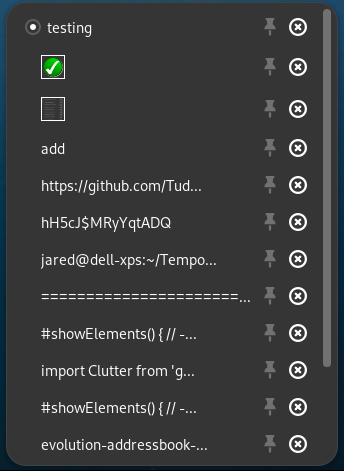 testing
add
https://github.com/Tud...
hH5cJ$MRyYqtADQ
jared@dell-xps:~/Tempo...
======================...
#showElements() { // -...
import Clutter from 'g...
#showElements() { // -...
evolution-addressbook-...